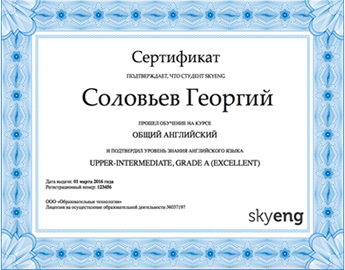 Сертификат
ПОДТВЕРЖДАЕТ, ЧТО СТУДЕНТ SKYENG
Соловьев Георгий
ПРОШЕЛ ОБУЧЕНИЕ НА КУРСЕ
ОБЩИЙ АНГЛИЙСКИЙ
И ПОДТВЕРДИЛ УРОВЕНЬ ЗНАНИЯ АНГЛИЙСКОГО ЯЗЫКА
UPPER-INTERMEDIATE, GRADE A (EXCELLENT)
Дата выдачи: 01 марта 2016 года
Регистрационный номер: 123456
ООО «Образовательные технологии»
Лицензия на осуществление образовательной деятельности №037197
skyeng